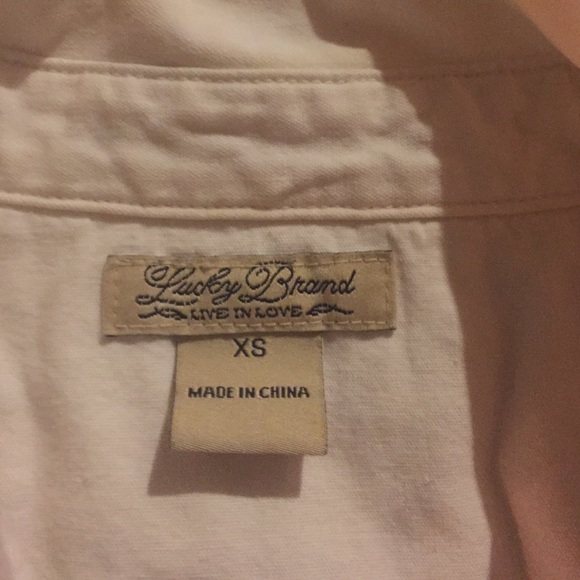 Lucky Brand
LIVE IN LOVE
XS
MADE IN CHINA